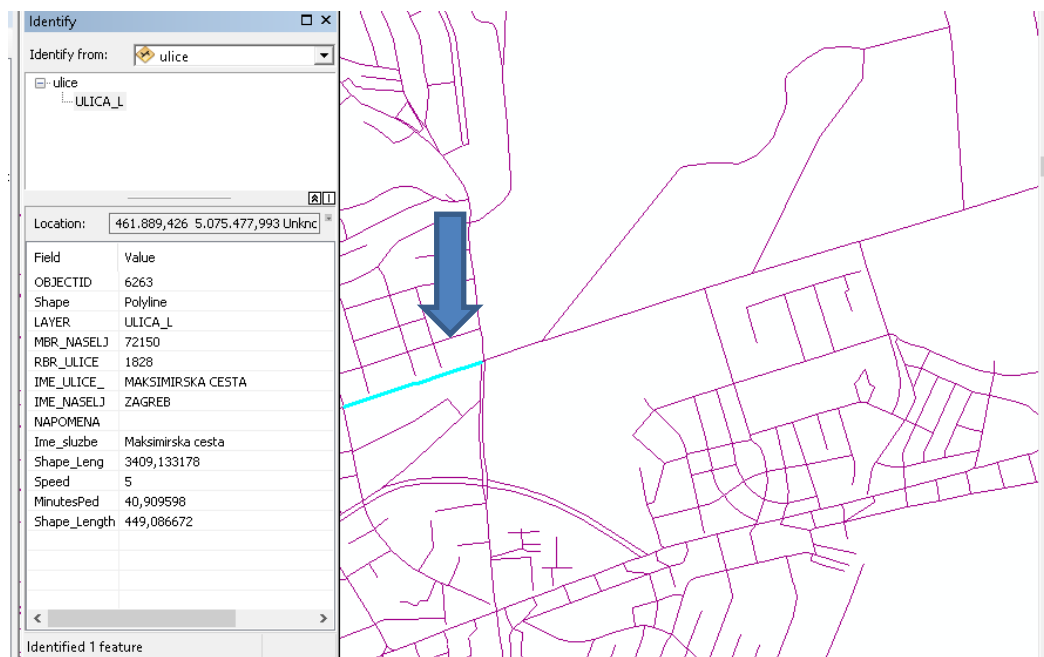 Identify
Identify from: ulice
ulice
ULICA_L
Location: 461.889,426 5.075.477,993 Unknc
Field Value
OBJECTID 6263
Shape Polyline
LAYER ULICA_L
MBR_NASELJ 72150
RBR_ULICE 1828
IME_ULICE_ MAKSIMIRSKA CESTA
IME_NASELJ ZAGREB
NAPOMENA
Ime_sluzbe Maksimirska cesta
Shape_Leng 3409,133178
Speed 5
MinutesPed 40,909598
Shape_Length 449,086672
Identified 1 feature